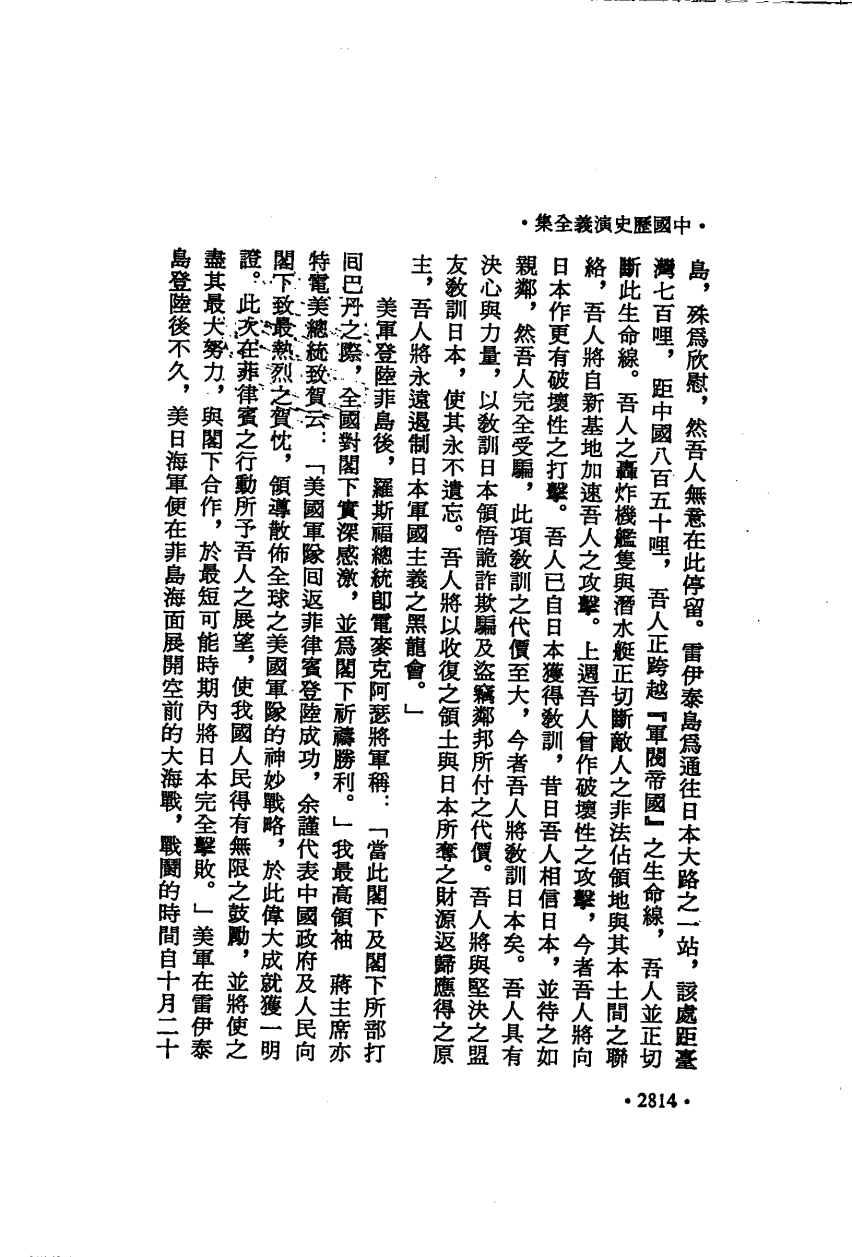 •中國歷史演義全集•
島，殊爲欣慰，然吾人無意在此停留。雷伊泰島爲通往日本大路之一站，該處距臺
灣七百哩，距中國八百五十哩，吾人正跨越『軍閥帝國』之生命線，吾人並正切
斷此生命線。吾人之轟炸機艦隻與潛水艇正切斷敵人之非法佔領地與其本土間之聯
絡，吾人將自新基地加速吾人之攻擊。上週吾人曾作破壞性之攻擊，今者吾人將向
日本作更有破壞性之打擊。吾人已自日本獲得敎訓，昔日吾人相信日本，並待之如
親鄰，然吾人完全受騙，此項敎訓之代價至大，今者吾人將敎訓日本矣。吾人具有
決心與力量，以敎訓日本領悟詭詐欺騙及盜竊鄰邦所付之代價。吾人將與堅決之盟
友敎訓日本，使其永不遺忘。吾人將以收復之領土與日本所奪之財源返歸應得之原
主，吾人將永遠遏制日本軍國主義之黑龍會。」
美軍登陸菲島後，羅斯福總統卽電麥克阿瑟將軍稱：「當此閣下及閣下所部打
回巴丹之際，全國對閣下實深感激，並爲閣下祈禱勝利。」我最高領袖　蔣主席亦
特電美總統致賀云：「美國軍隊回返菲律賓登陸成功，余謹代表中國政府及人民向
閣下致最熱烈之賀忱，領導散佈全球之美國軍隊的神妙戰略，於此偉大成就獲一明
證。此次在菲律賓之行動所予吾人之展望，使我國人民得有無限之鼓勵，並將使之
盡其最大努力，與閣下合作，於最短可能時期內將日本完全擊敗。」美軍在雷伊泰
島登陸後不久，美日海軍便在菲島海面展開空前的大海戰，戰鬪的時間自十月二十
•2814•